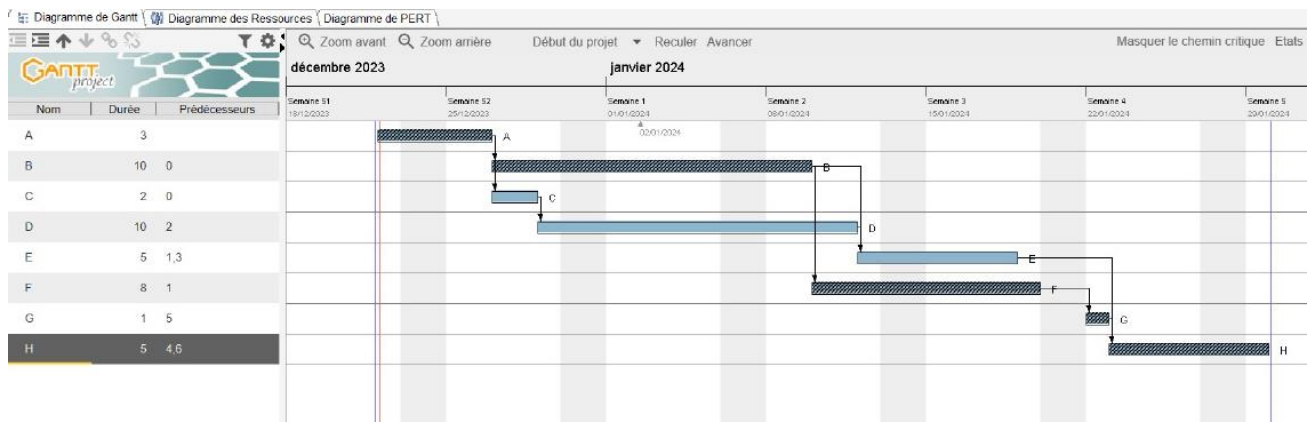 Diagramme de Gantt Diagramme des Ressources Diagramme de PERT
Zoom avant Zoom arrière Début du projet Reculer Avancer Masquer le chemin critique Etats
GANTT project
décembre 2023 janvier 2024
Nom Durée Prédécesseurs
Semaine 51 Semaine 52 Semaine 1 Semaine 2 Semaine 3 Semaine 4 Semaine 5
18/12/2023 25/12/2023 01/01/2024 08/01/2024 15/01/2024 22/01/2024 29/01/2024
02/01/2024
A 3 A
B 10 0 B
C 2 0 C
D 10 2 D
E 5 1,3 E
F 8 1 F
G 1 5 G
H 5 4,6 H